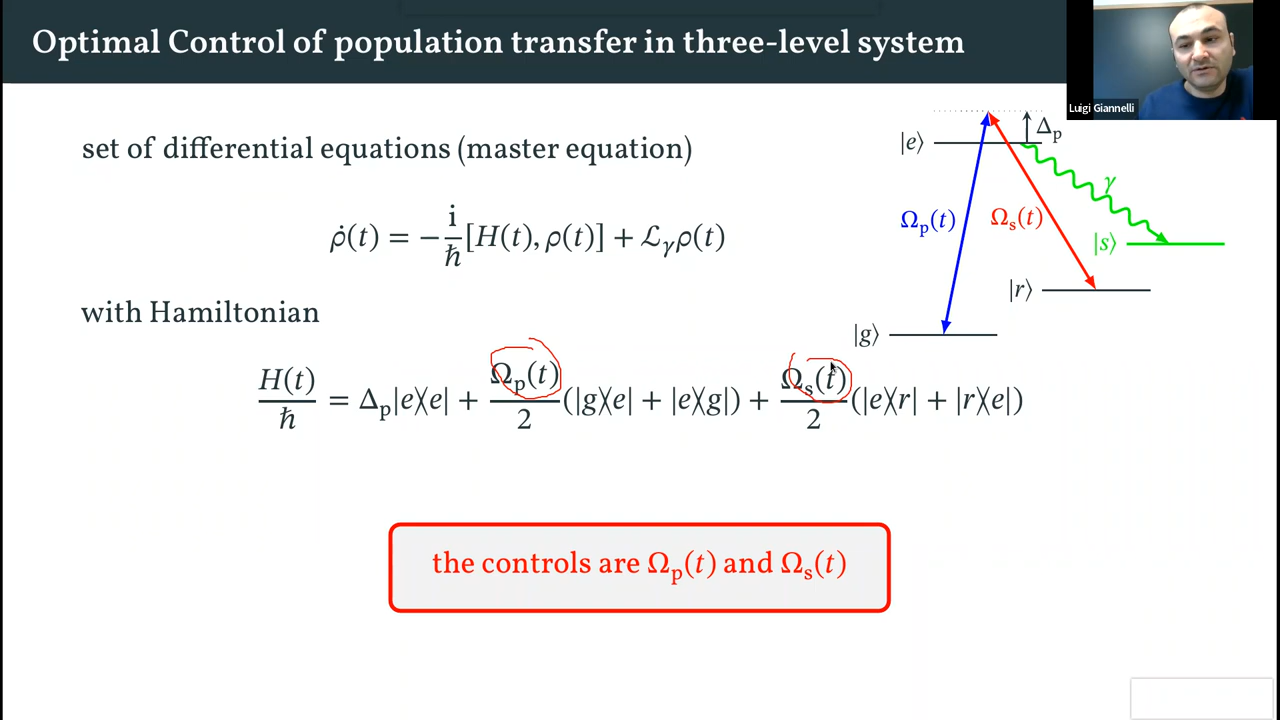 Optimal Control of population transfer in three-level system
Luigi Giannelli
set of differential equations (master equation)
ρ̇(t) = −i/ħ [H(t), ρ(t)] + ℒ_γ ρ(t)
with Hamiltonian
H(t)/ħ = Δ_p|e⟩⟨e| + Ω_p(t)/2 (|g⟩⟨e| + |e⟩⟨g|) + Ω_s(t)/2 (|e⟩⟨r| + |r⟩⟨e|)
the controls are Ω_p(t) and Ω_s(t)
Δ_p
|e⟩
γ
Ω_p(t)
Ω_s(t)
|s⟩
|r⟩
|g⟩